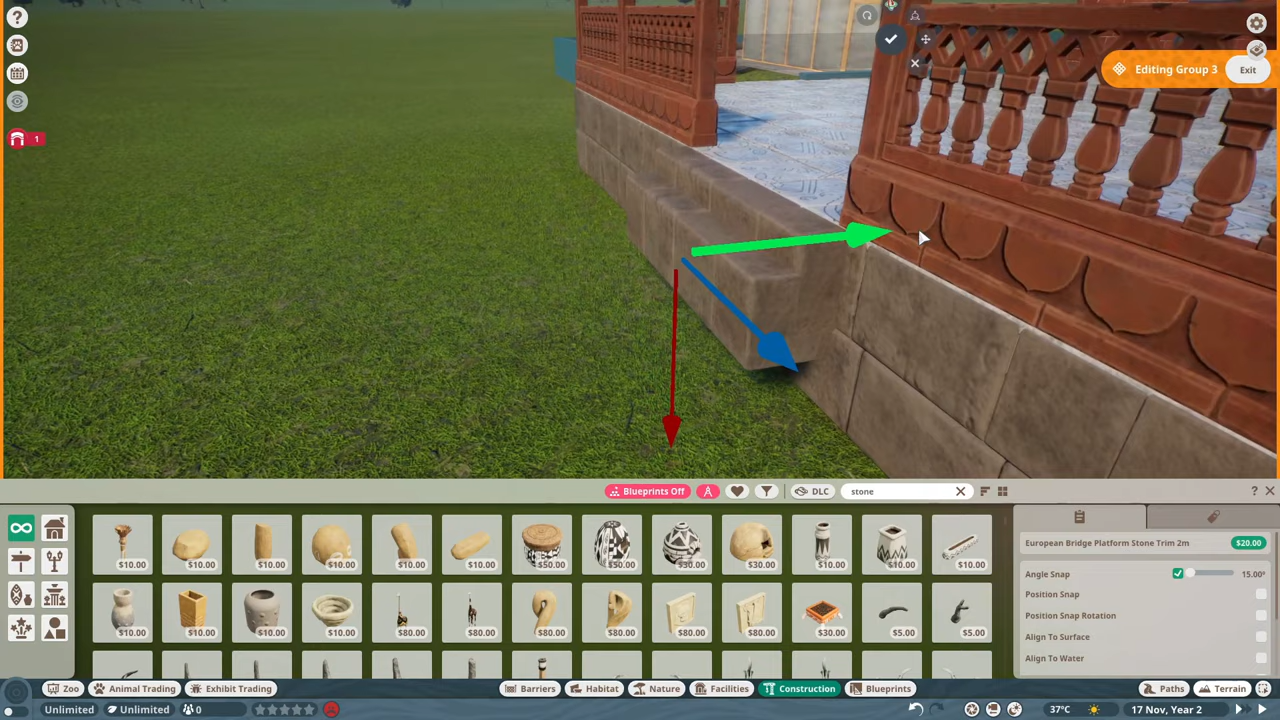 ?
Editing Group 3
Exit
1
Blueprints Off
DLC
stone
?
$10.00 $10.00 $10.00 $10.00 $10.00 $10.00 $50.00 $50.00 $30.00 $30.00 $10.00 $10.00 $10.00
$10.00 $10.00 $10.00 $10.00 $80.00 $80.00 $80.00 $80.00 $80.00 $80.00 $30.00 $5.00 $5.00
European Bridge Platform Stone Trim 2m
$20.00
Angle Snap
15.00°
Position Snap
Position Snap Rotation
Align To Surface
Align To Water
Zoo
Animal Trading
Exhibit Trading
Barriers
Habitat
Nature
Facilities
Construction
Blueprints
Paths
Terrain
Unlimited
Unlimited
0
37°C
17 Nov, Year 2